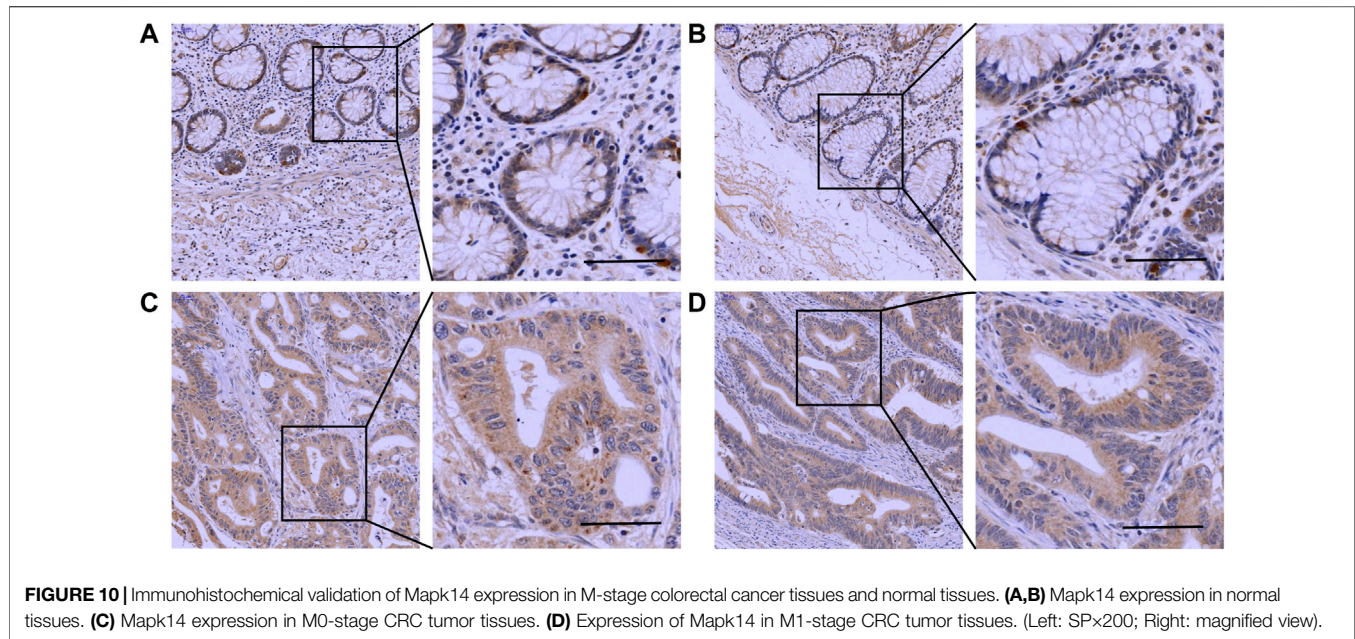 A
B
C
D
FIGURE 10 | Immunohistochemical validation of Mapk14 expression in M-stage colorectal cancer tissues and normal tissues. (A,B) Mapk14 expression in normal
tissues. (C) Mapk14 expression in M0-stage CRC tumor tissues. (D) Expression of Mapk14 in M1-stage CRC tumor tissues. (Left: SP×200; Right: magnified view).